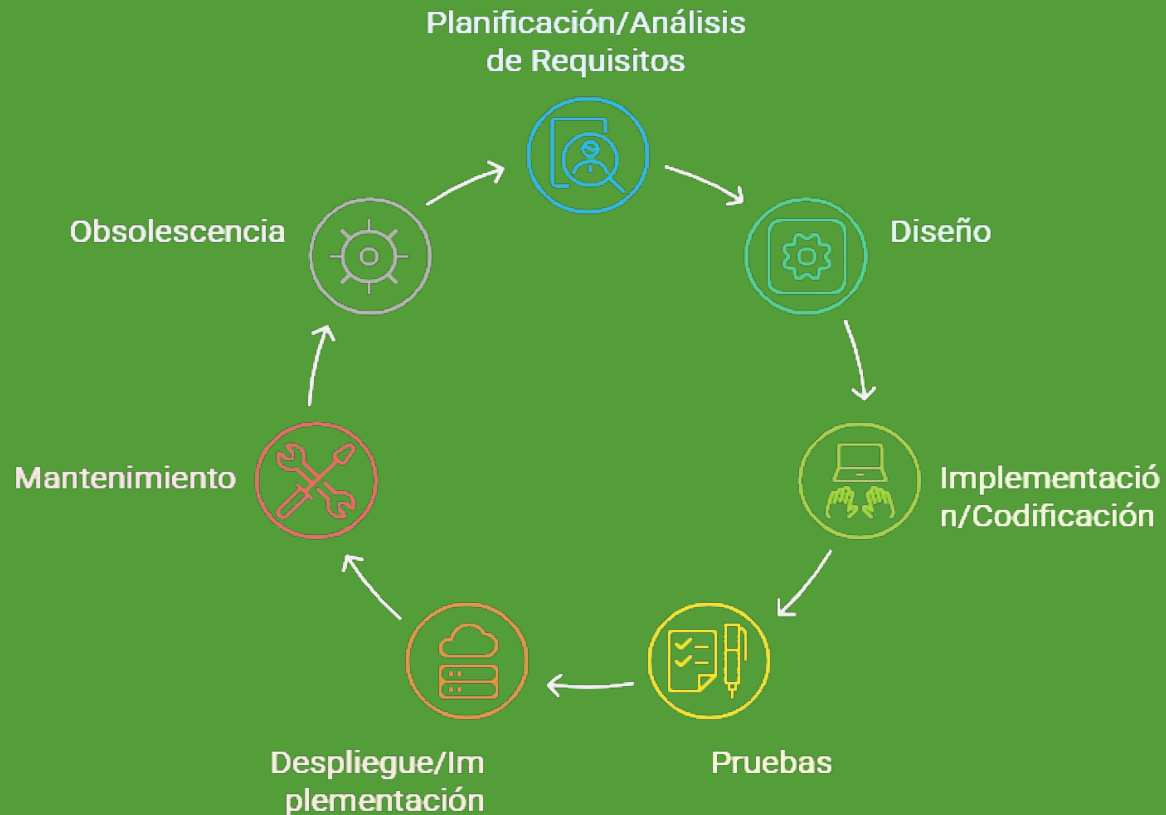 Planificación/Análisis
de Requisitos
Obsolescencia
Diseño
Mantenimiento
Implementació
n/Codificación
Despliegue/Im
plementación
Pruebas